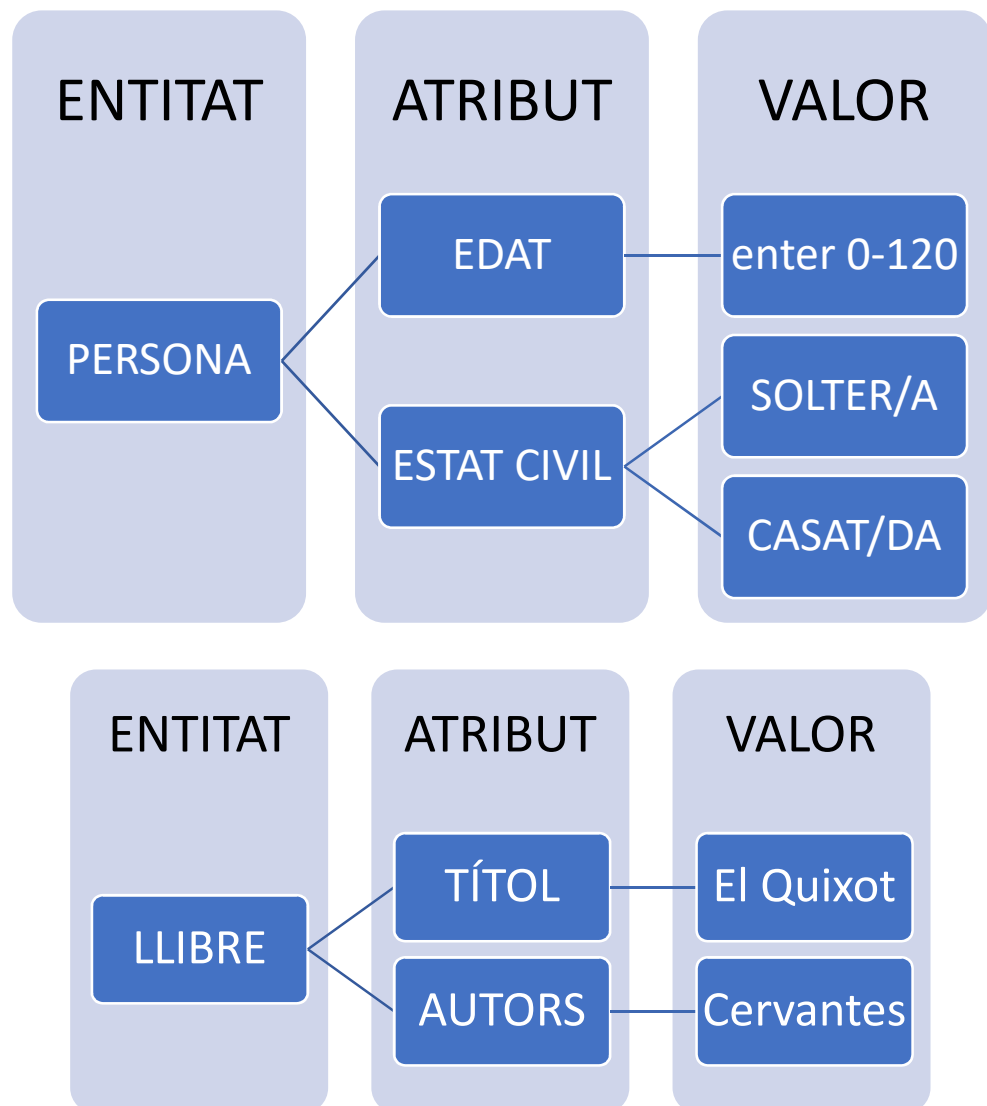 ENTITAT
ATRIBUT
VALOR
PERSONA
EDAT
enter 0-120
ESTAT CIVIL
SOLTER/A
CASAT/DA
ENTITAT
ATRIBUT
VALOR
LLIBRE
TÍTOL
El Quixot
AUTORS
Cervantes